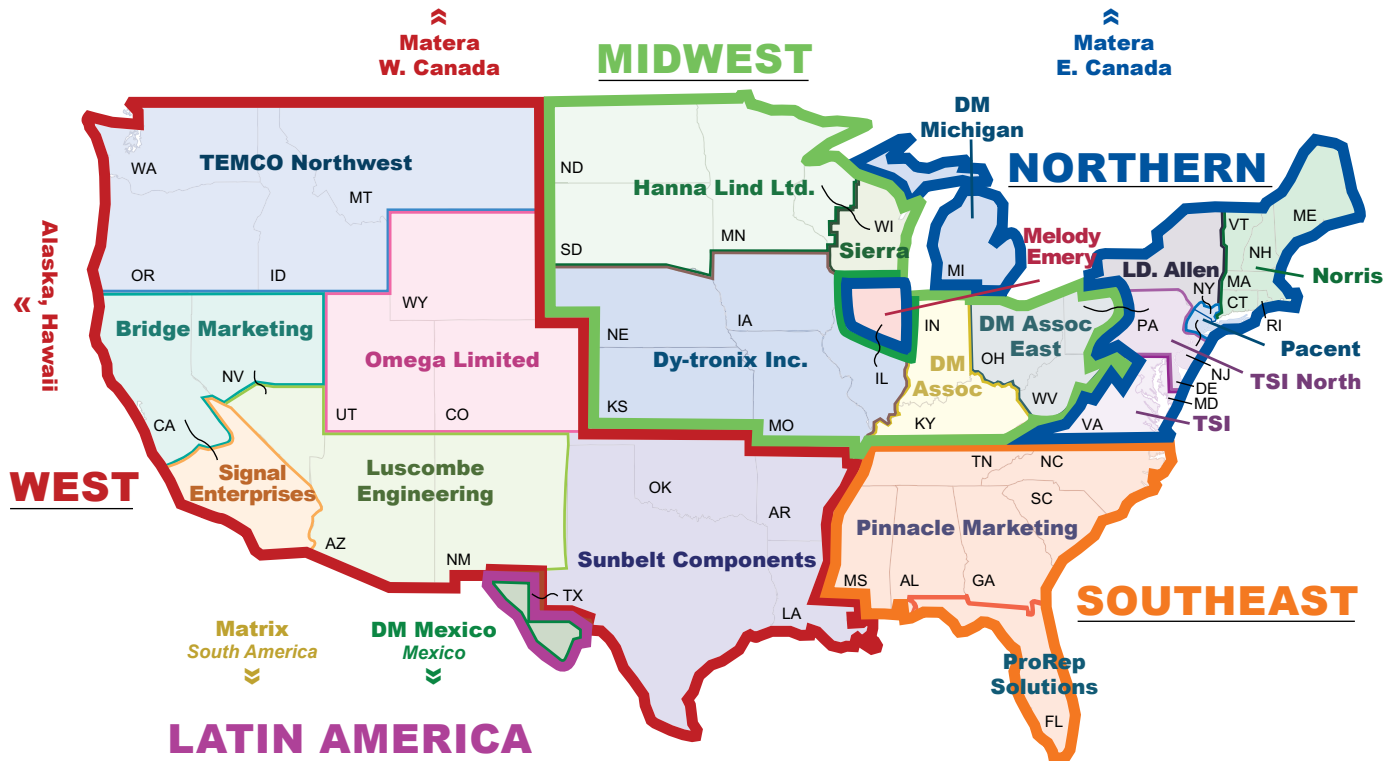 Matera
W. Canada
Matera
E. Canada
MIDWEST
DM
Michigan
NORTHERN
TEMCO Northwest
WA
MT
OR
ID
ND
Hanna Lind Ltd.
SD
MN
WI
Sierra
MI
Melody
Emery
LD. Allen
VT
ME
NH
MA
NY
CT
RI
Norris
Alaska, Hawaii
Bridge Marketing
NV
CA
WY
Omega Limited
UT
CO
NE
IA
Dy-tronix Inc.
KS
MO
IL
IN
DM
Assoc
KY
DM Assoc
East
OH
WV
PA
Pacent
TSI North
NJ
DE
MD
TSI
VA
WEST
Signal
Enterprises
Luscombe
Engineering
AZ
NM
OK
AR
Sunbelt Components
TX
LA
TN
NC
SC
Pinnacle Marketing
MS
AL
GA
SOUTHEAST
ProRep
Solutions
FL
Matrix
South America
DM Mexico
Mexico
LATIN AMERICA